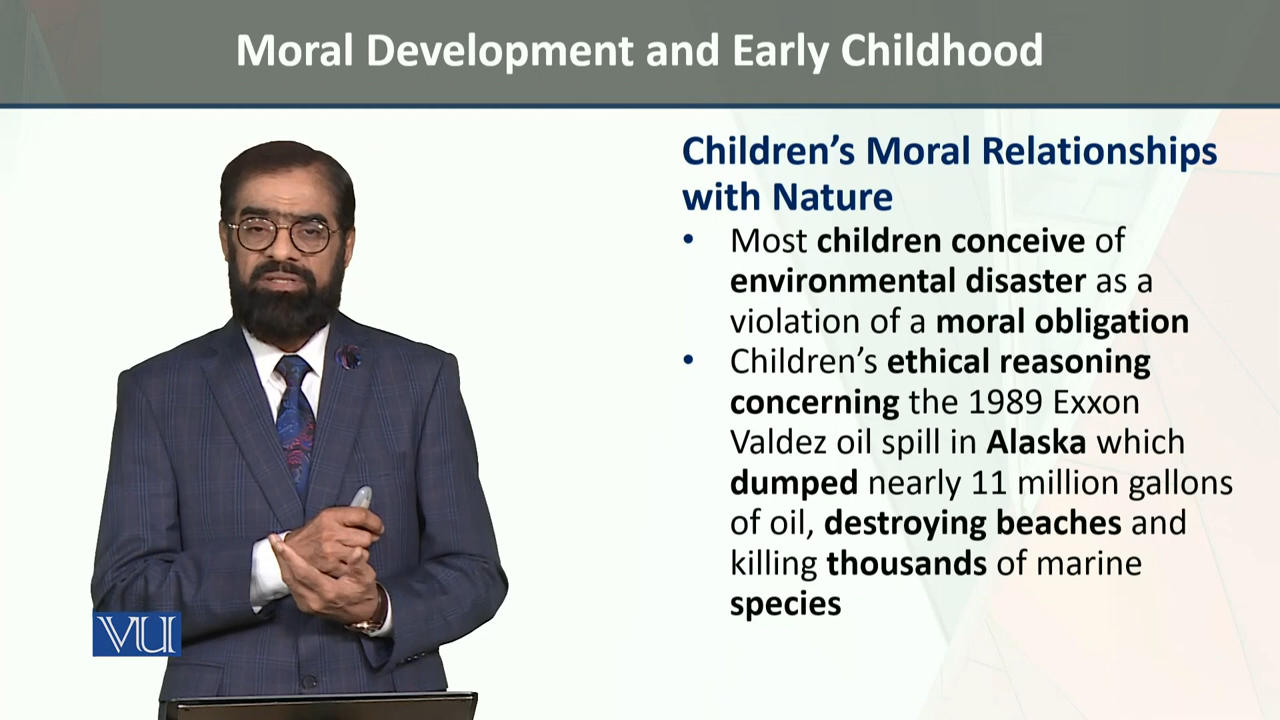 Moral Development and Early Childhood
Children's Moral Relationships
with Nature
• Most children conceive of
environmental disaster as a
violation of a moral obligation
• Children's ethical reasoning
concerning the 1989 Exxon
Valdez oil spill in Alaska which
dumped nearly 11 million gallons
of oil, destroying beaches and
killing thousands of marine
species
VU